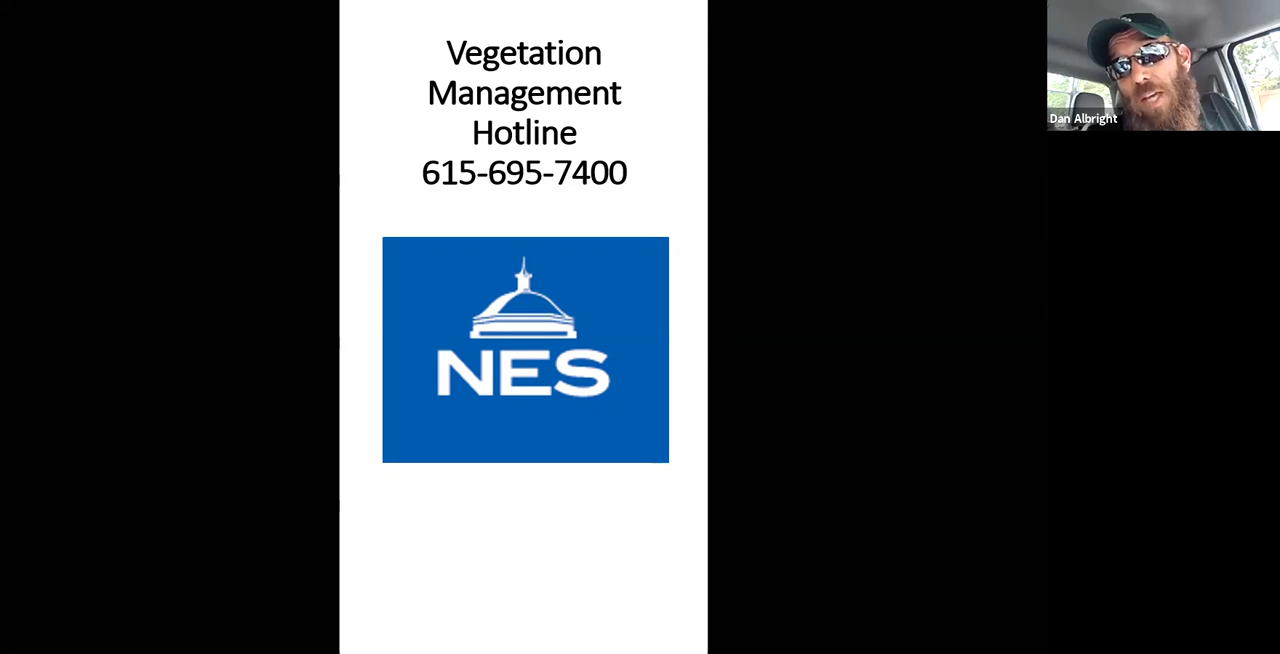 Vegetation
Management
Hotline
615-695-7400
NES
Dan Albright